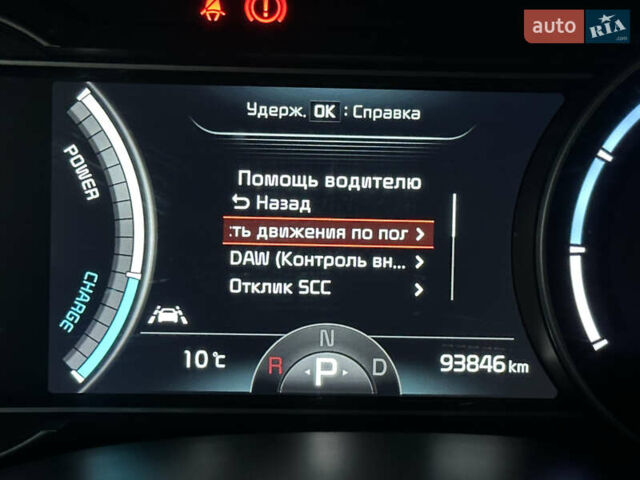 auto RIA.com
Удерж. OK : Справка
POWER
Помощь водителю
Назад
ть движения по пол
DAW (Контроль вн...
Отклик SCC
CHARGE
N
10°C R P D 93846 km